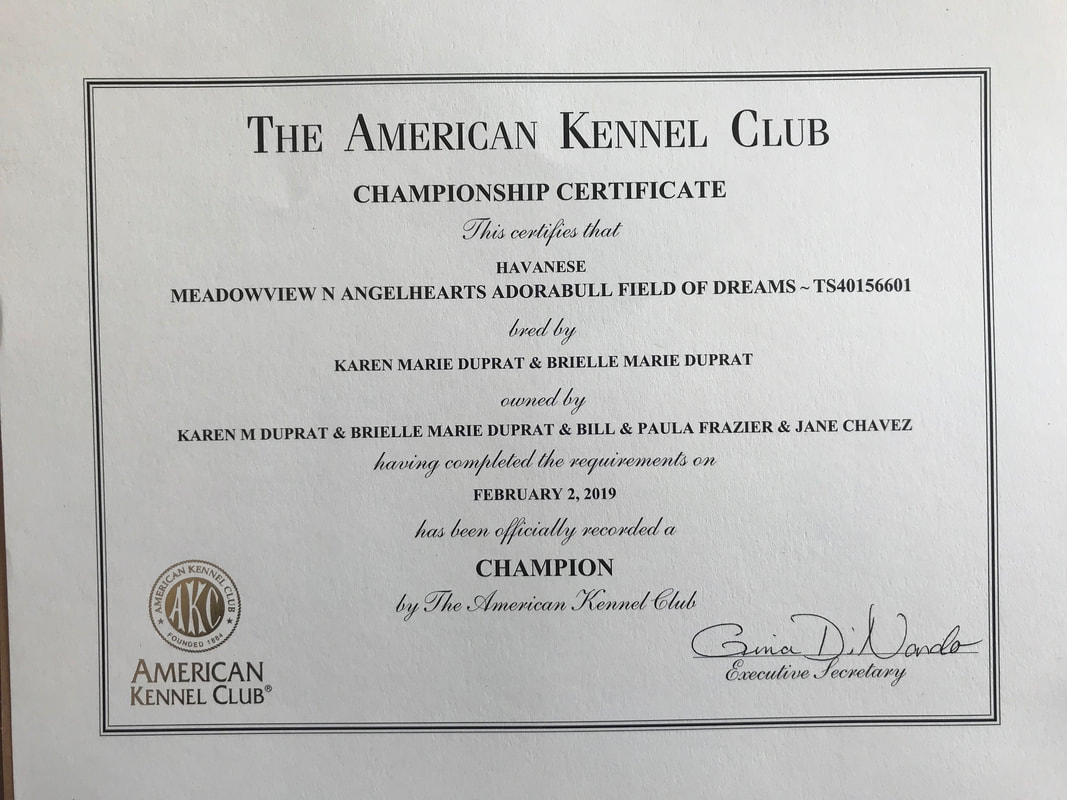 THE AMERICAN KENNEL CLUB
CHAMPIONSHIP CERTIFICATE
This certifies that
HAVANESE
MEADOWVIEW N ANGELHEARTS ADORABULL FIELD OF DREAMS ~ TS40156601
bred by
KAREN MARIE DUPRAT & BRIELLE MARIE DUPRAT
owned by
KAREN M DUPRAT & BRIELLE MARIE DUPRAT & BILL & PAULA FRAZIER & JANE CHAVEZ
having completed the requirements on
FEBRUARY 2, 2019
has been officially recorded a
CHAMPION
by The American Kennel Club
AMERICAN KENNEL CLUB
AKC
FOUNDED 1884
AMERICAN
KENNEL CLUB®
Gina DiNardo
Executive Secretary